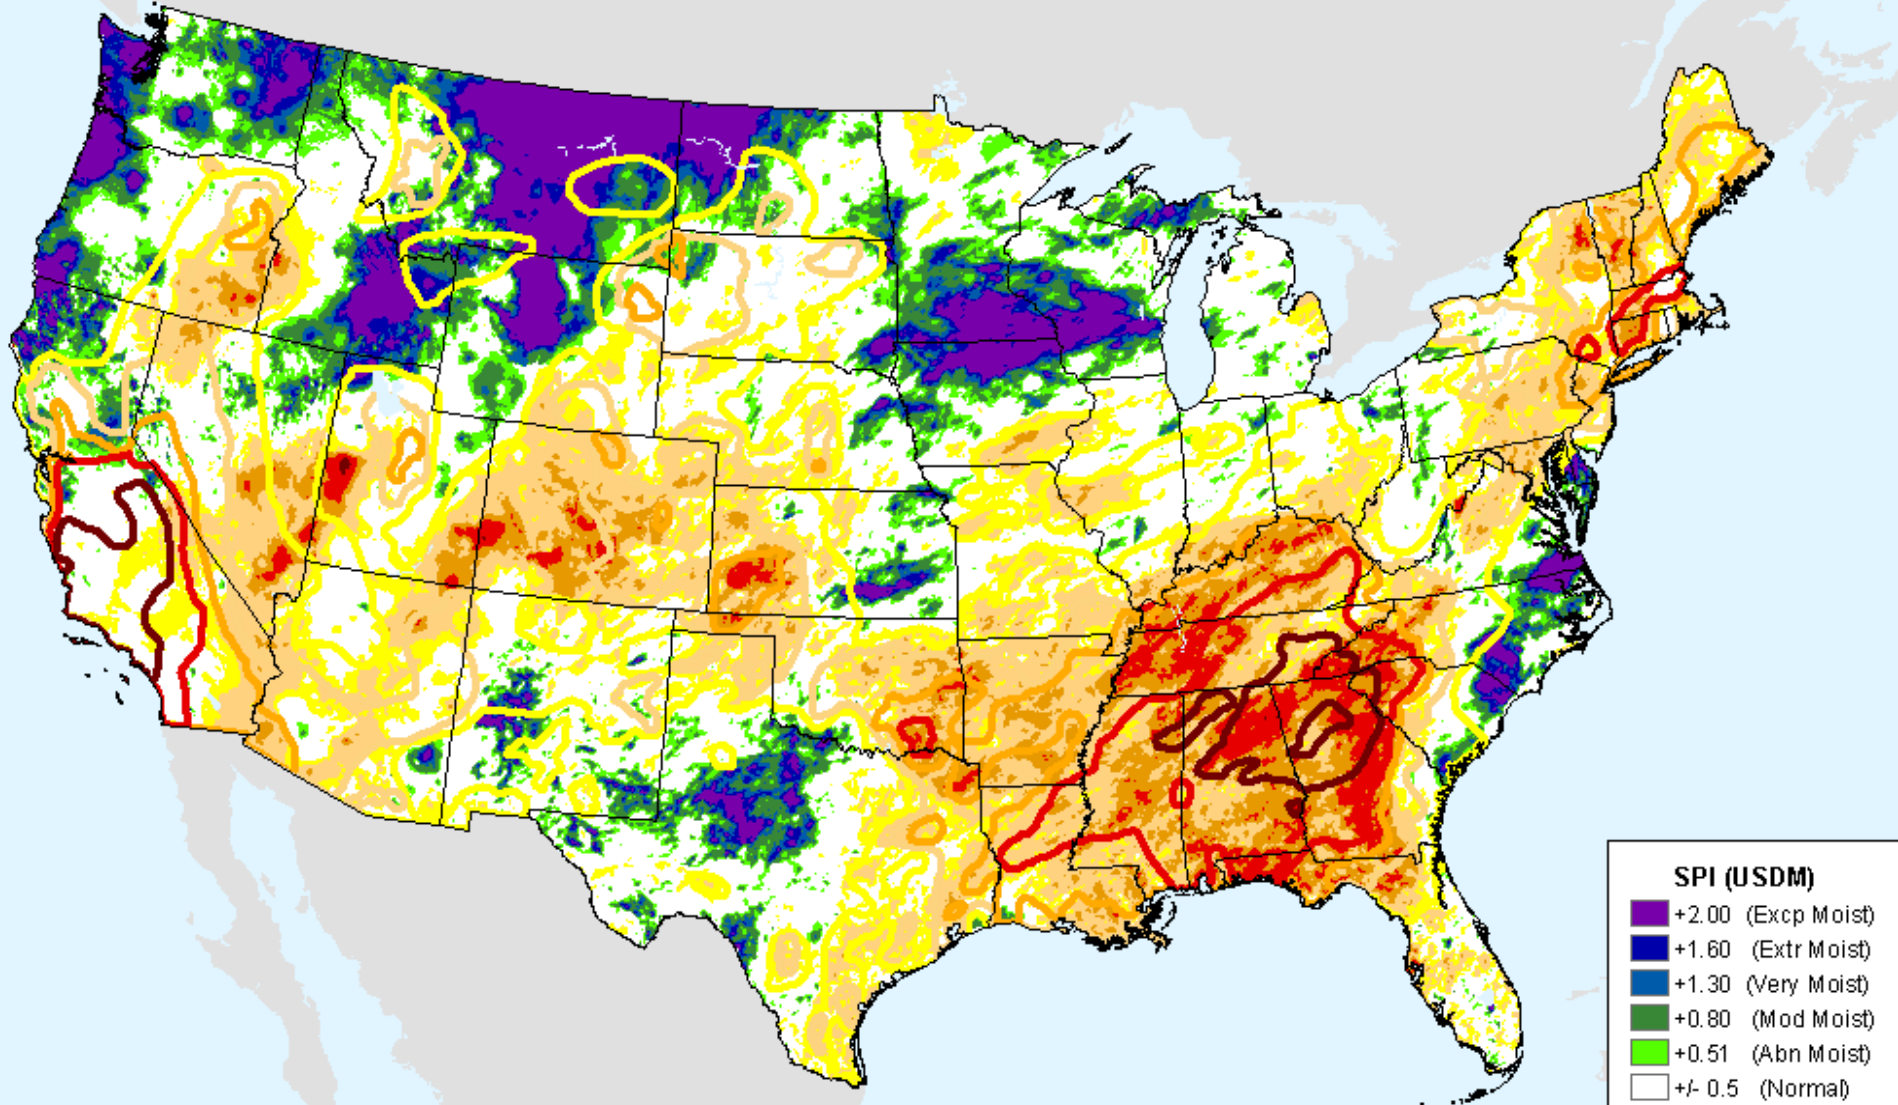 SPI (USDM)
+2.00 (Excp Moist)
+1.60 (Extr Moist)
+1.30 (Very Moist)
+0.80 (Mod Moist)
+0.51 (Abn Moist)
+/- 0.5 (Normal)